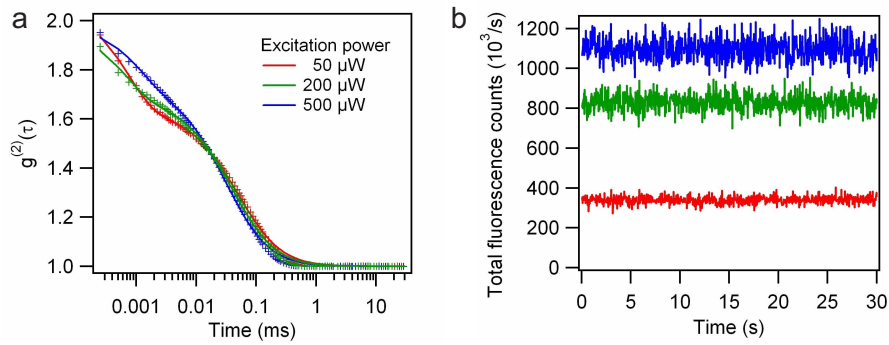 a
g(2)(τ)
2.0
1.8
1.6
1.4
1.2
1.0
Excitation power
50 µW
200 µW
500 µW
0.001
0.01
0.1
1
10
Time (ms)
b
Total fluorescence counts (10³/s)
1200
1000
800
600
400
200
0
0
5
10
15
20
25
30
Time (s)